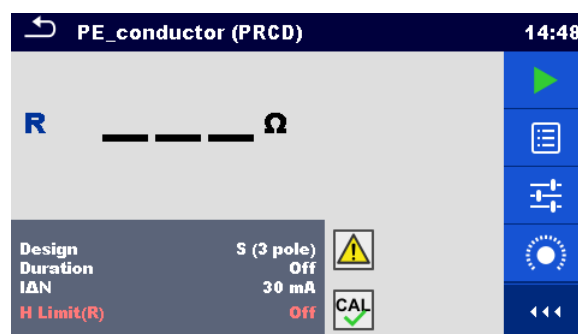 PE_conductor (PRCD) 14:48
R _ _ _ Ω
Design S (3 pole)
Duration Off
IΔN 30 mA
H Limit(R) Off
CAL